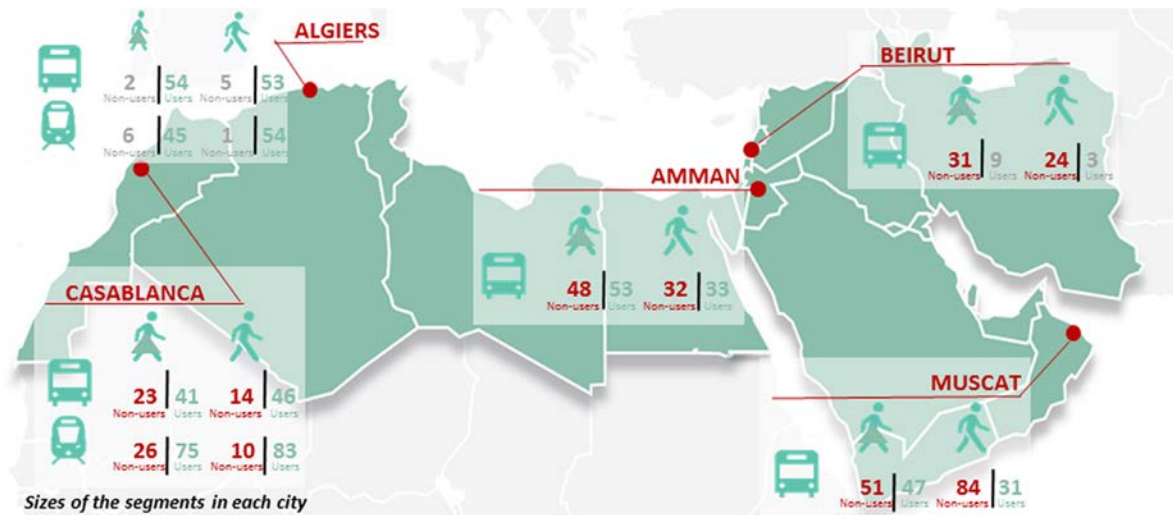 ALGIERS
2 54 5 53
Non-users Users Non-users Users
6 45 1 54
Non-users Users Non-users Users
BEIRUT
31 9 24 3
Non-users Users Non-users Users
AMMAN
48 53 32 33
Non-users Users Non-users Users
CASABLANCA
23 41 14 46
Non-users Users Non-users Users
26 75 10 83
Non-users Users Non-users Users
MUSCAT
51 47 84 31
Non-users Users Non-users Users
Sizes of the segments in each city